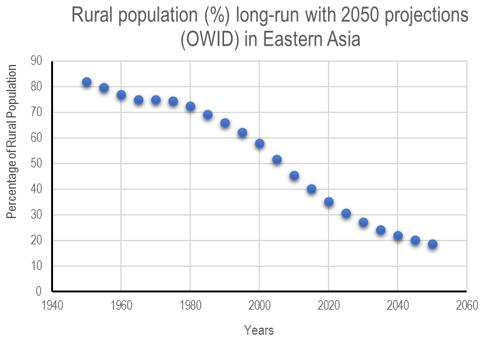 Rural population (%) long-run with 2050 projections
(OWID) in Eastern Asia
Percentage of Rural Population
90
80
70
60
50
40
30
20
10
0
1940 1960 1980 2000 2020 2040 2060
Years